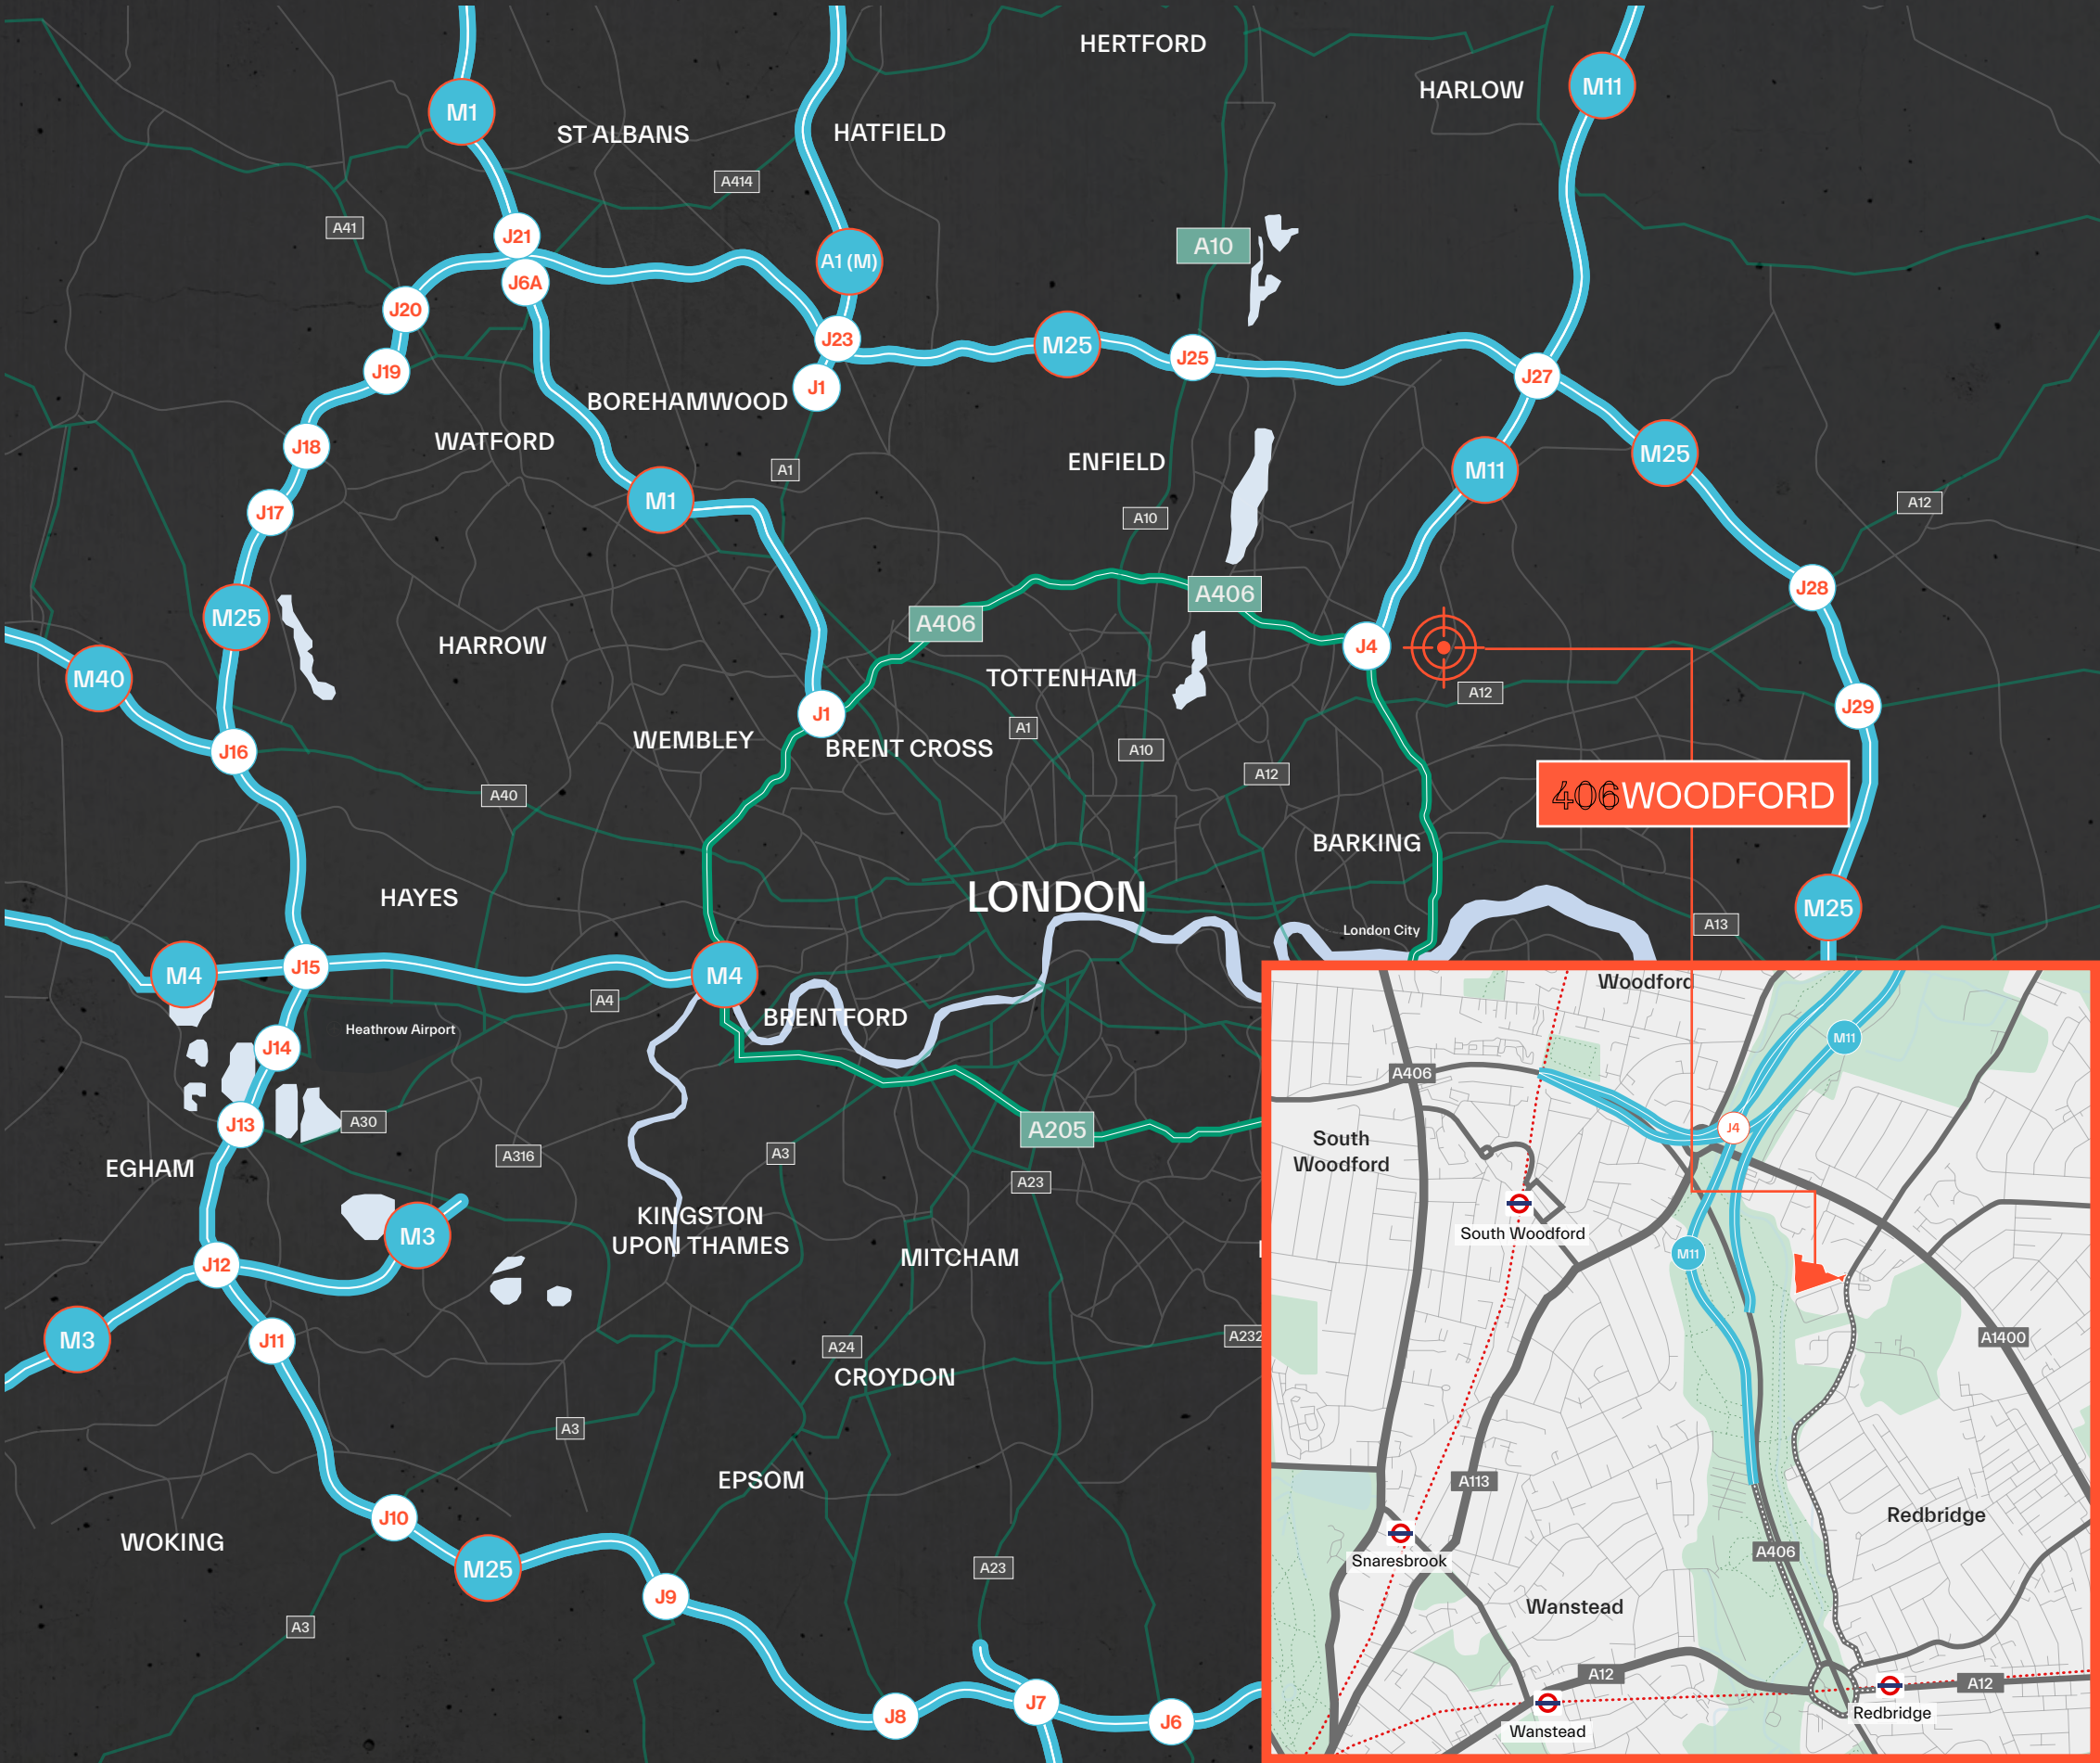 HERTFORD
M11
HARLOW
M1
ST ALBANS
HATFIELD
A414
A41
J21
A10
A1 (M)
J6A
J20
J23
M25
J25
J19
J1
J27
BOREHAMWOOD
WATFORD
J18
M25
ENFIELD
A1
M11
M1
A12
J17
A10
J28
A406
M25
A406
HARROW
J4
TOTTENHAM
M40
A12
J29
J1
A1
WEMBLEY
BRENT CROSS
J16
A10
A12
A40
406WOODFORD
BARKING
LONDON
HAYES
M25
A13
London City
J15
M4
M4
A4
BRENTFORD
Heathrow Airport
J14
J13
A30
A205
A316
A3
EGHAM
A23
KINGSTON
UPON THAMES
M3
MITCHAM
J12
M3
J11
A24
A232
CROYDON
A3
EPSOM
J10
WOKING
M25
A23
J9
A3
J7
J8
J6
Woodford
M11
A406
J4
South
Woodford
South Woodford
M11
A1400
A113
Redbridge
Snaresbrook
A406
Wanstead
A12
A12
Redbridge
Wanstead